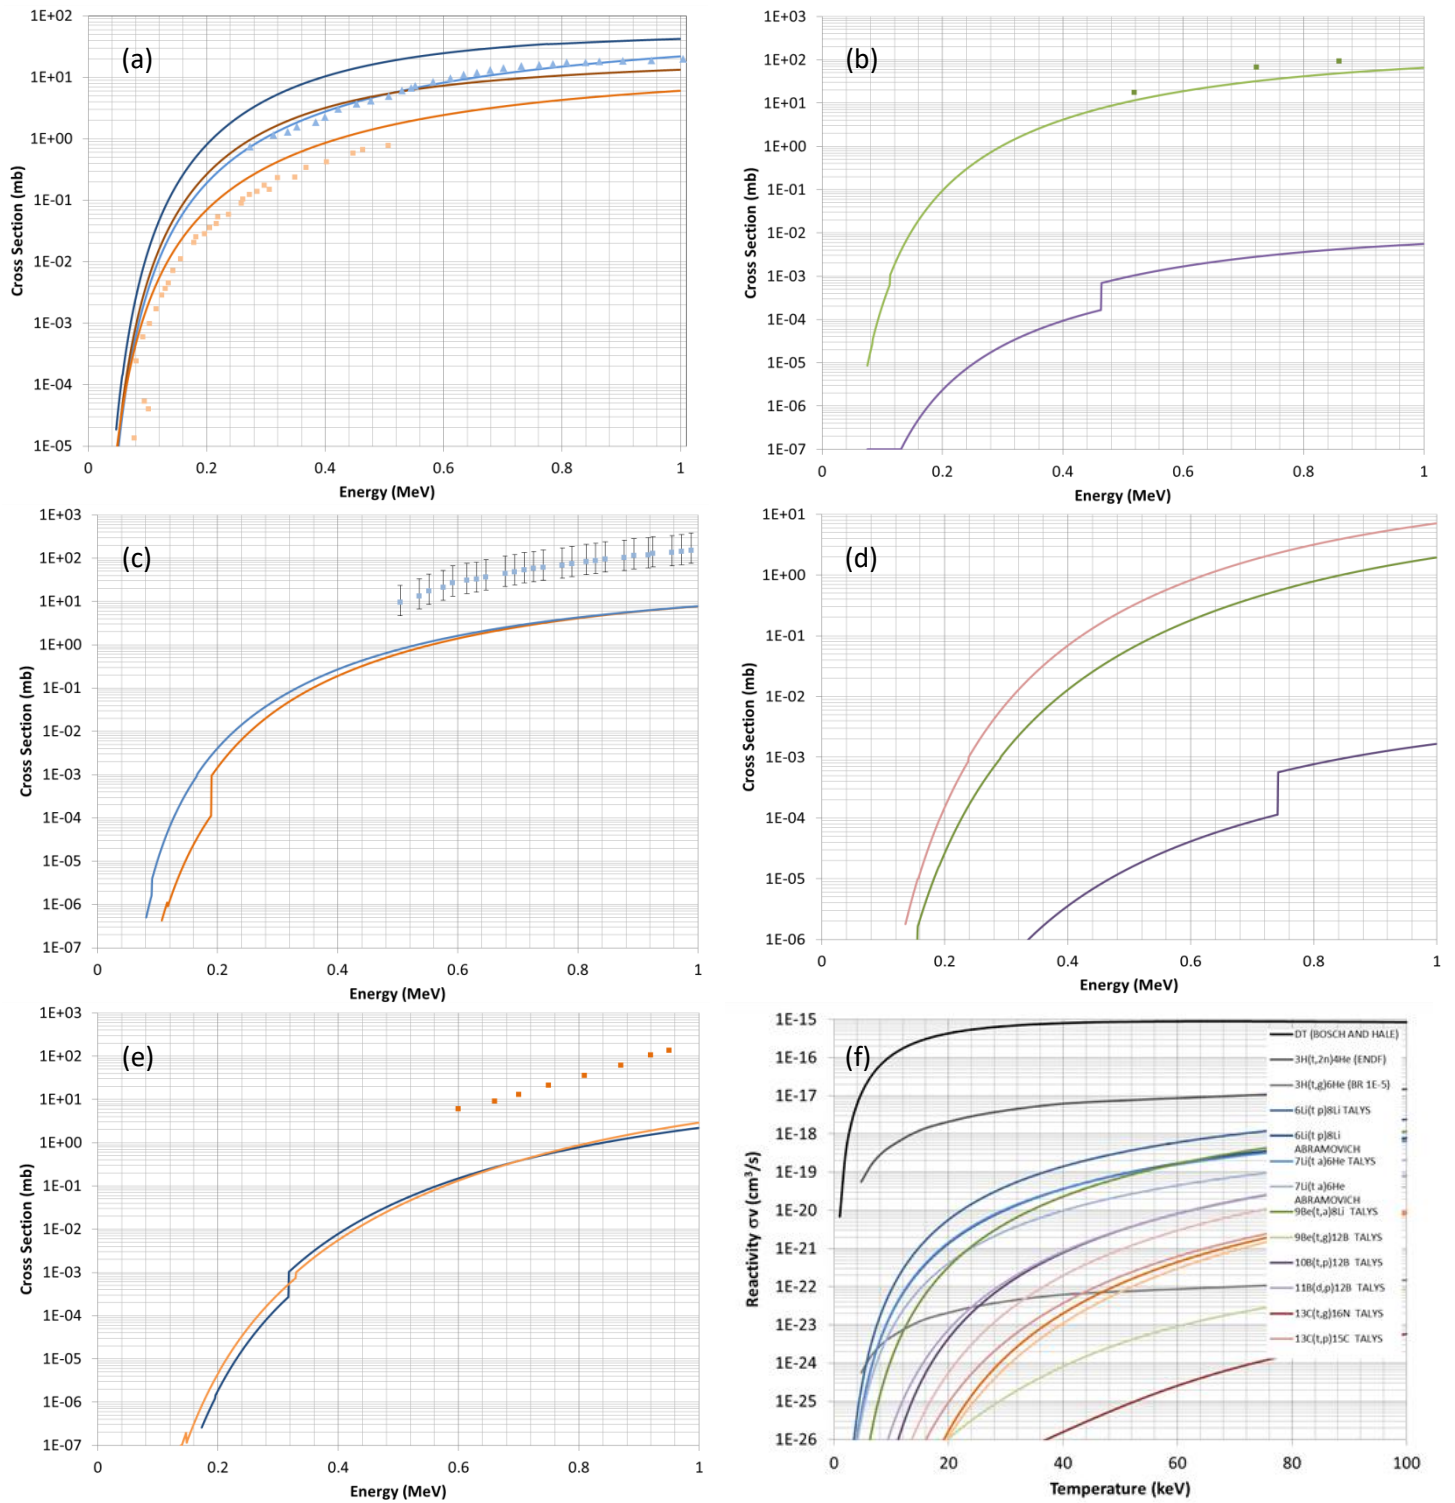 (a)
1E+02
1E+01
1E+00
1E-01
1E-02
1E-03
1E-04
1E-05
Cross Section (mb)
0 0.2 0.4 0.6 0.8 1
Energy (MeV)
(b)
1E+03
1E+02
1E+01
1E+00
1E-01
1E-02
1E-03
1E-04
1E-05
1E-06
1E-07
Cross Section (mb)
0 0.2 0.4 0.6 0.8 1
Energy (MeV)
(c)
1E+03
1E+02
1E+01
1E+00
1E-01
1E-02
1E-03
1E-04
1E-05
1E-06
1E-07
Cross Section (mb)
0 0.2 0.4 0.6 0.8 1
Energy (MeV)
(d)
1E+01
1E+00
1E-01
1E-02
1E-03
1E-04
1E-05
1E-06
Cross Section (mb)
0 0.2 0.4 0.6 0.8 1
Energy (MeV)
(e)
1E+03
1E+02
1E+01
1E+00
1E-01
1E-02
1E-03
1E-04
1E-05
1E-06
1E-07
Cross Section (mb)
0 0.2 0.4 0.6 0.8 1
Energy (MeV)
(f)
1E-15
1E-16
1E-17
1E-18
1E-19
1E-20
1E-21
1E-22
1E-23
1E-24
1E-25
1E-26
Reactivity σv (cm³/s)
0 20 40 60 80 100
Temperature (keV)
DT (BOSCH AND HALE)
3H(t,2n)4He (ENDF)
3H(t,g)6He (BR 1E-5)
6Li(t p)8Li TALYS
6Li(t p)8Li
ABRAMOVICH
7Li(t a)6He TALYS
7Li(t a)6He
ABRAMOVICH
9Be(t,a)8Li TALYS
9Be(t,g)12B TALYS
10B(t,p)12B TALYS
11B(d,p)12B TALYS
13C(t,g)16N TALYS
13C(t,p)15C TALYS